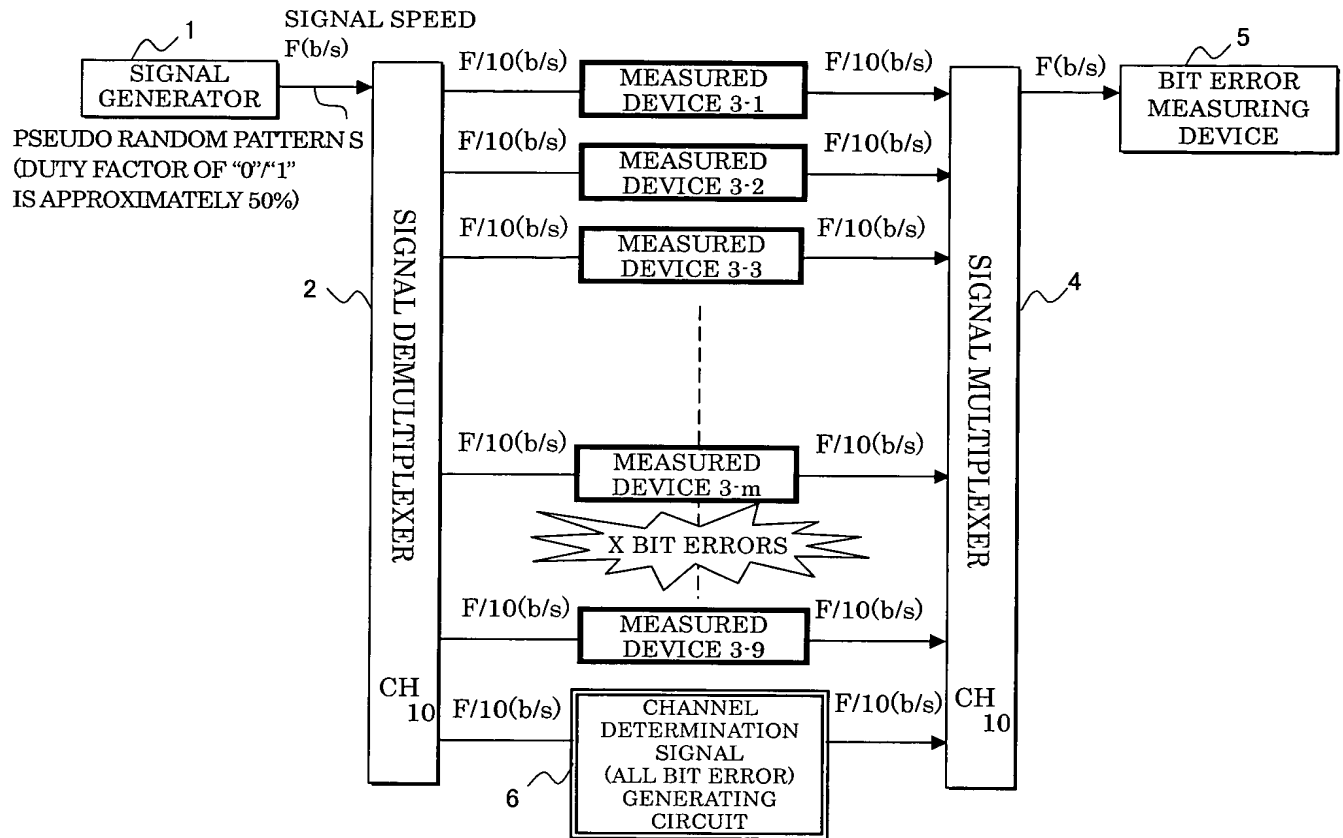 1
SIGNAL SPEED
F(b/s)
SIGNAL
GENERATOR
PSEUDO RANDOM PATTERN S
(DUTY FACTOR OF “0”/“1”
IS APPROXIMATELY 50%)
2
SIGNAL DEMULTIPLEXER
CH
10
F/10(b/s)
MEASURED
DEVICE 3-1
F/10(b/s)
F/10(b/s)
MEASURED
DEVICE 3-2
F/10(b/s)
F/10(b/s)
MEASURED
DEVICE 3-3
F/10(b/s)
F/10(b/s)
MEASURED
DEVICE 3-m
F/10(b/s)
X BIT ERRORS
F/10(b/s)
MEASURED
DEVICE 3-9
F/10(b/s)
F/10(b/s)
CHANNEL
DETERMINATION
SIGNAL
(ALL BIT ERROR)
GENERATING
CIRCUIT
6
F/10(b/s)
SIGNAL MULTIPLEXER
CH
10
4
F(b/s)
5
BIT ERROR
MEASURING
DEVICE